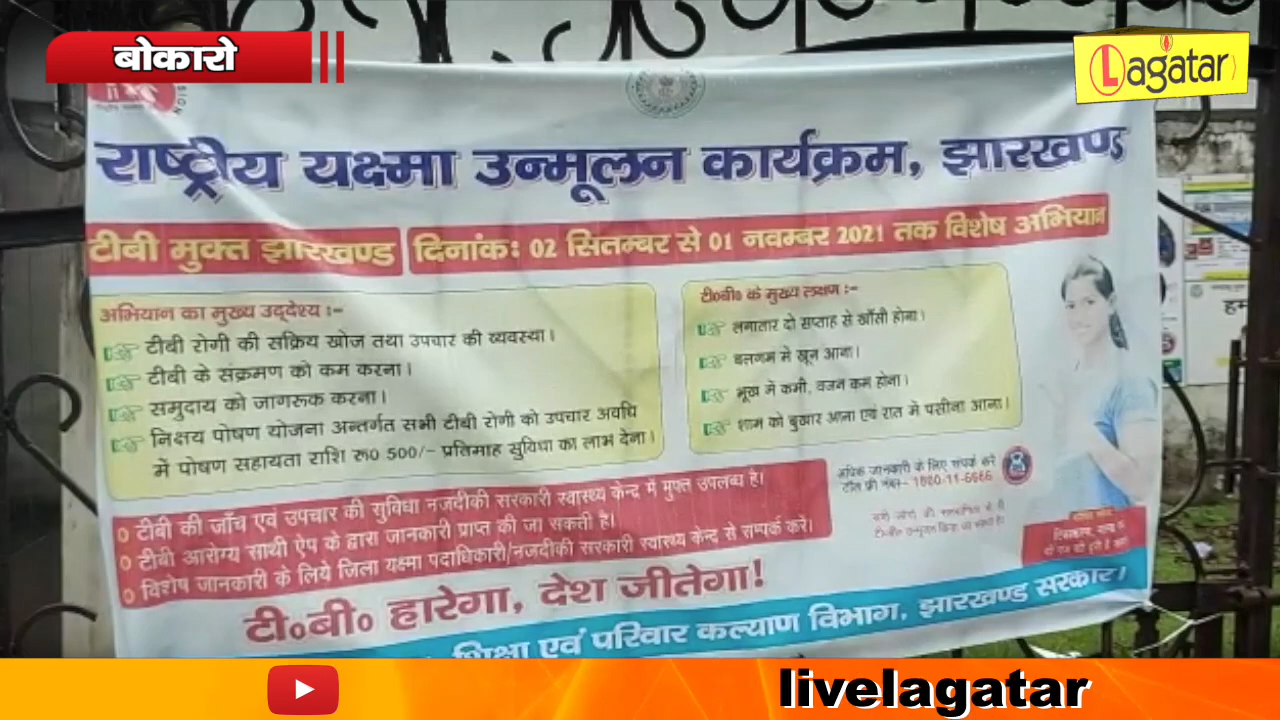 बोकारो
Lagatar
राष्ट्रीय यक्ष्मा उन्मूलन कार्यक्रम, झारखण्ड
टीबी मुक्त झारखण्ड
दिनांक: 02 सितम्बर से 01 नवम्बर 2021 तक विशेष अभियान
अभियान का मुख्य उद्देश्य :-
टीबी रोगी की सक्रिय खोज तथा उपचार की व्यवस्था।
टीबी के संक्रमण को कम करना।
समुदाय को जागरूक करना।
निक्षय पोषण योजना अन्तर्गत सभी टीबी रोगी को उपचार अवधि
में पोषण सहायता राशि रू0 500/- प्रतिमाह सुविधा का लाभ देना।
टी०बी० के मुख्य लक्षण :-
लगातार दो सप्ताह से खाँसी होना।
बलगम में खून आना।
भूख में कमी, वजन कम होना।
शाम को बुखार आना एवं रात में पसीना आना।
अधिक जानकारी के लिए संपर्क करें
टॉल फ्री नंबर- 1800-11-6666
टीबी की जाँच एवं उपचार की सुविधा नजदीकी सरकारी स्वास्थ्य केन्द्र में मुफ्त उपलब्ध है।
टीबी आरोग्य साथी ऐप के द्वारा जानकारी प्राप्त की जा सकती है।
विशेष जानकारी के लिये जिला यक्ष्मा पदाधिकारी/नजदीकी सरकारी स्वास्थ्य केन्द्र से सम्पर्क करें।
टी०बी० हारेगा, देश जीतेगा!
शिक्षा एवं परिवार कल्याण विभाग, झारखण्ड सरकार।
livelagatar